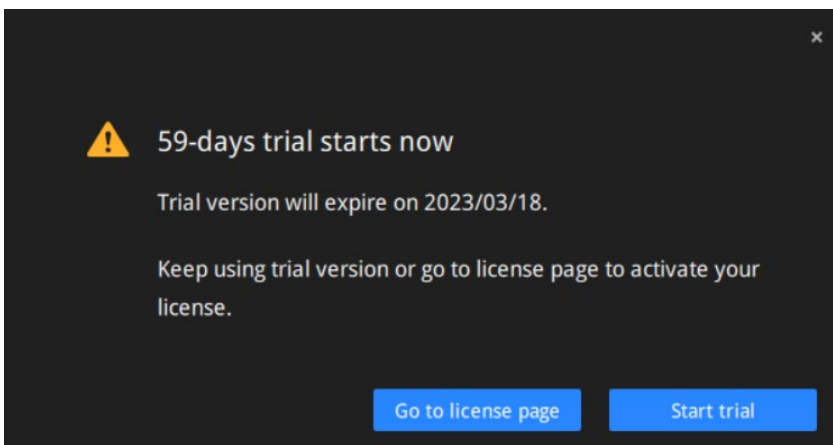 59-days trial starts now
Trial version will expire on 2023/03/18.
Keep using trial version or go to license page to activate your
license.
Go to license page
Start trial